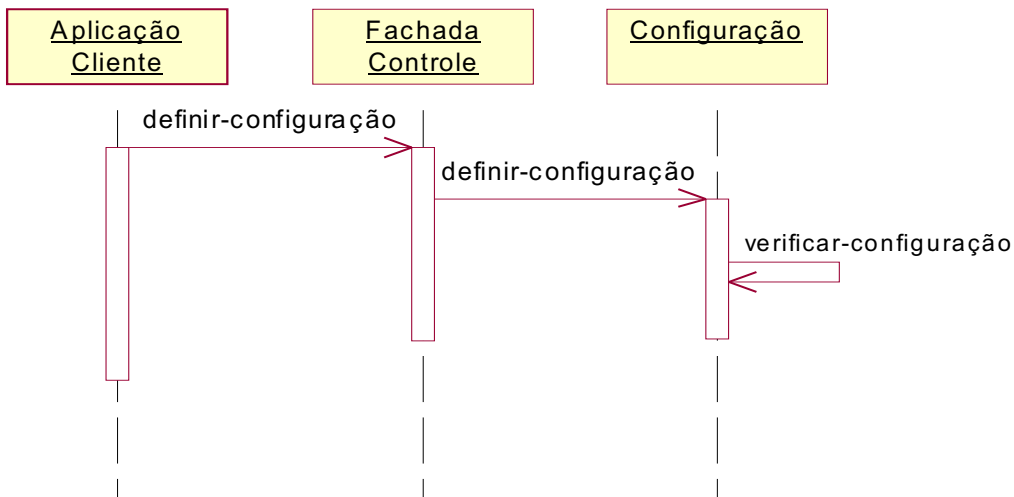 Aplicação
Cliente
Fachada
Controle
Configuração
definir-configuração
definir-configuração
verificar-configuração